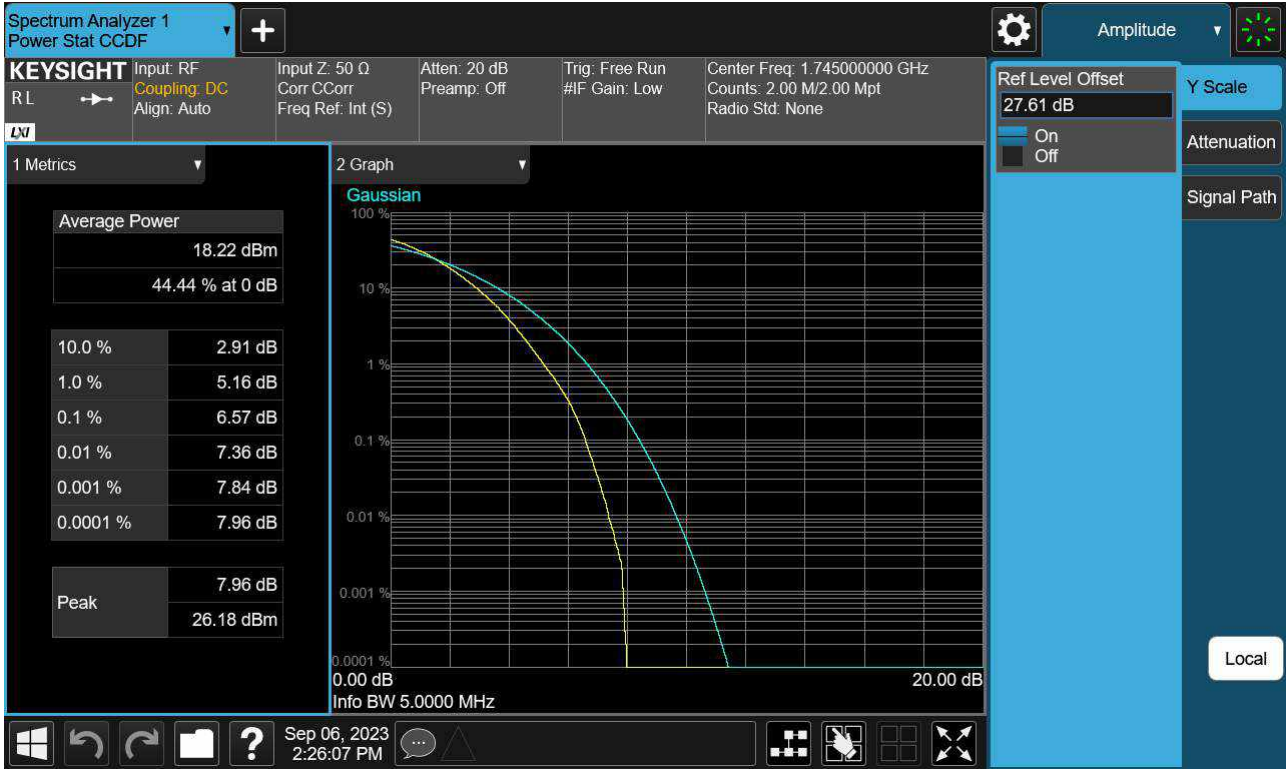 Spectrum Analyzer 1
Power Stat CCDF
+
Amplitude
KEYSIGHT
R L
LXI
Input: RF
Coupling: DC
Align: Auto
Input Z: 50 Ω
Corr CCorr
Freq Ref: Int (S)
Atten: 20 dB
Preamp: Off
Trig: Free Run
#IF Gain: Low
Center Freq: 1.745000000 GHz
Counts: 2.00 M/2.00 Mpt
Radio Std: None
Ref Level Offset
27.61 dB
On
Off
Y Scale
Attenuation
Signal Path
Local
1 Metrics
Average Power
18.22 dBm
44.44 % at 0 dB
10.0 % 2.91 dB
1.0 % 5.16 dB
0.1 % 6.57 dB
0.01 % 7.36 dB
0.001 % 7.84 dB
0.0001 % 7.96 dB
Peak
7.96 dB
26.18 dBm
2 Graph
Gaussian
100 %
10 %
1 %
0.1 %
0.01 %
0.001 %
0.0001 %
0.00 dB 20.00 dB
Info BW 5.0000 MHz
?
Sep 06, 2023
2:26:07 PM